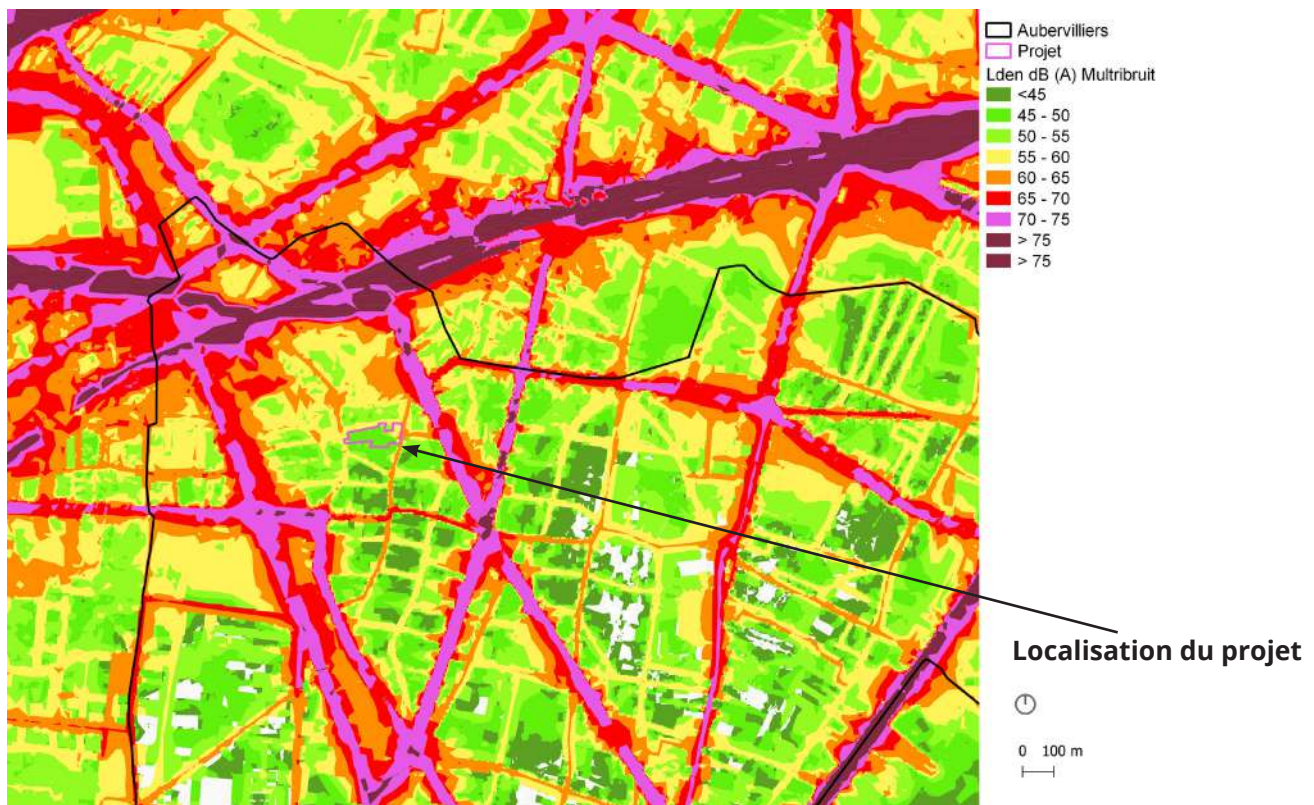 Aubervilliers
Projet
Lden dB (A) Multribruit
<45
45 - 50
50 - 55
55 - 60
60 - 65
65 - 70
70 - 75
> 75
> 75
Localisation du projet
0 100 m